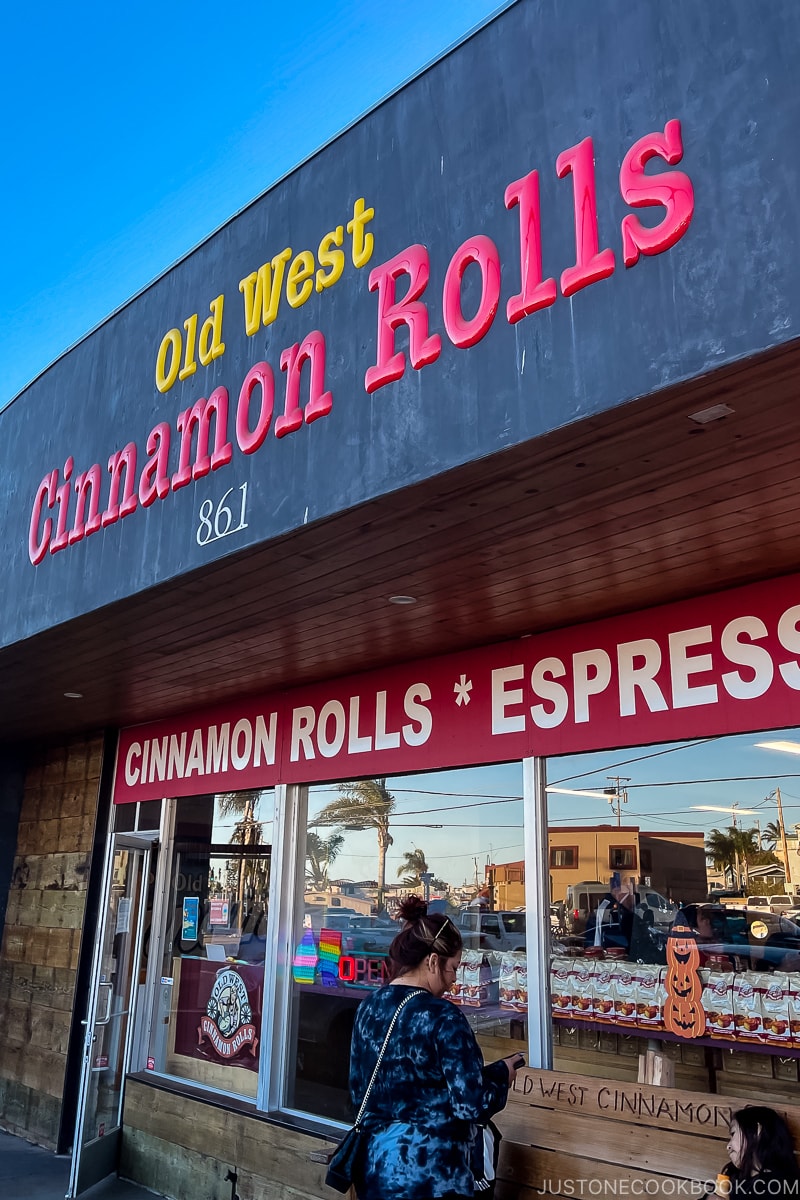 Old West
Cinnamon Rolls
861
CINNAMON ROLLS * ESPRESS
OPEN
OLD WEST
CINNAMON ROLLS
OLD WEST CINNAMON
JUSTONECOOKBOOK.COM